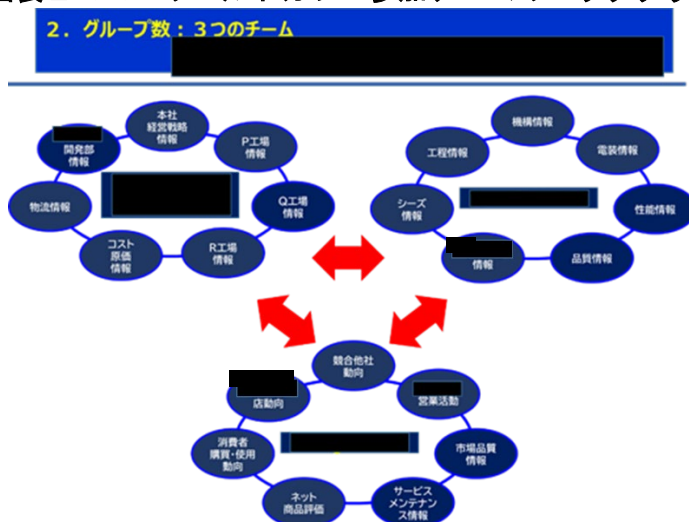 2．グループ数：３つのチーム
本社
経営戦略
情報
開発部
情報
P工場
情報
物流情報
Q工場
情報
コスト
原価
情報
R工場
情報
機構情報
工程情報
電装情報
シーズ
情報
性能情報
情報
品質情報
競合他社
動向
店動向
営業活動
消費者
購買・使用
動向
市場品質
情報
ネット
商品評価
サービス
メンテナン
ス情報